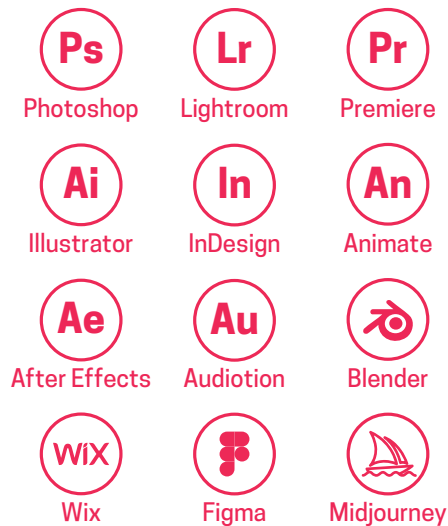 Ps Lr Pr
Photoshop Lightroom Premiere
Ai In An
Illustrator InDesign Animate
Ae Au
After Effects Audiotion Blender
WiX
Wix Figma Midjourney